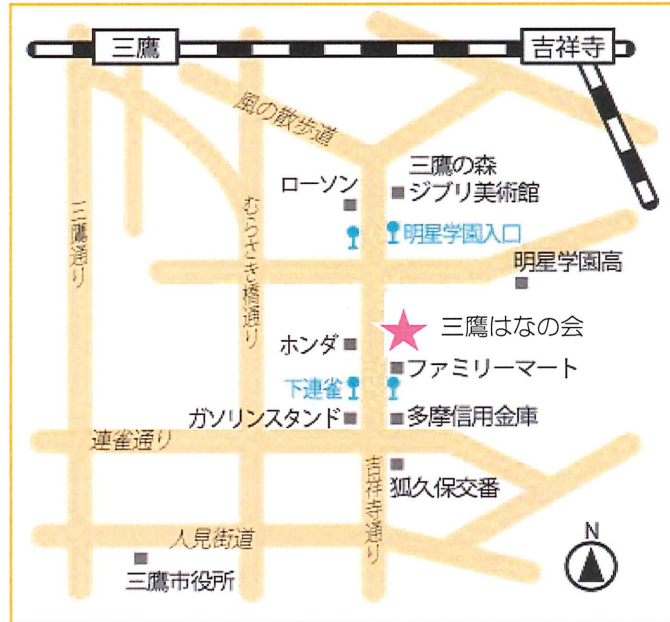 三鷹
吉祥寺
風の散歩道
三鷹の森
ジブリ美術館
ローソン
明星学園入口
三鷹通り
むらさき橋通り
明星学園高
三鷹はなの会
ホンダ
ファミリーマート
下連雀
ガソリンスタンド
多摩信用金庫
連雀通り
吉祥寺通り
狐久保交番
人見街道
N
三鷹市役所